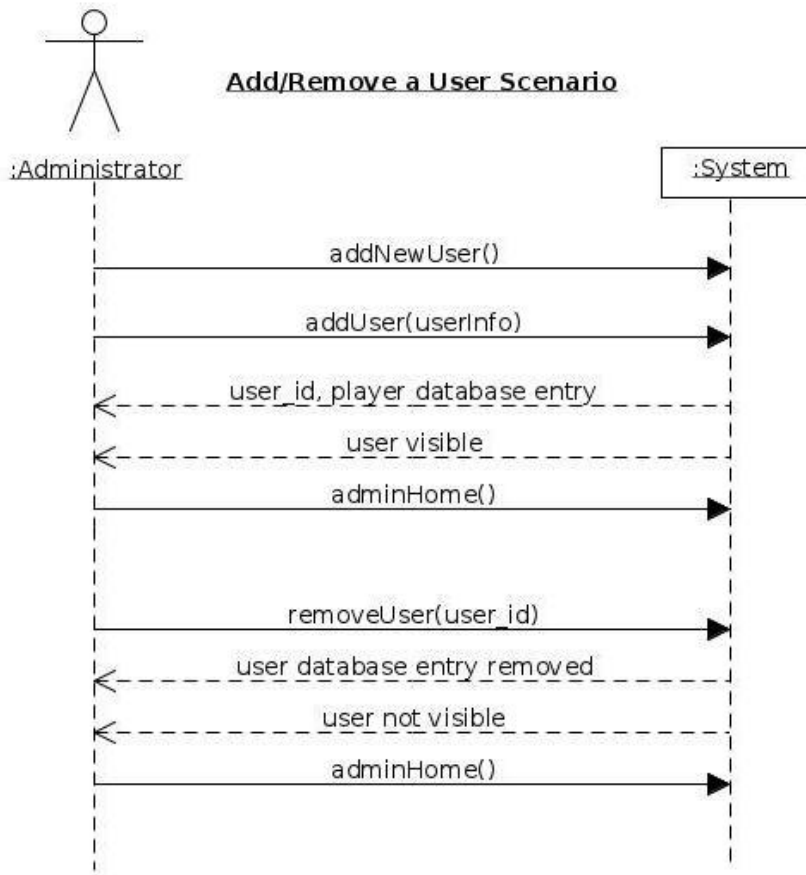 Add/Remove a User Scenario
:Administrator
:System
addNewUser()
addUser(userInfo)
user_id, player database entry
user visible
adminHome()
removeUser(user_id)
user database entry removed
user not visible
adminHome()